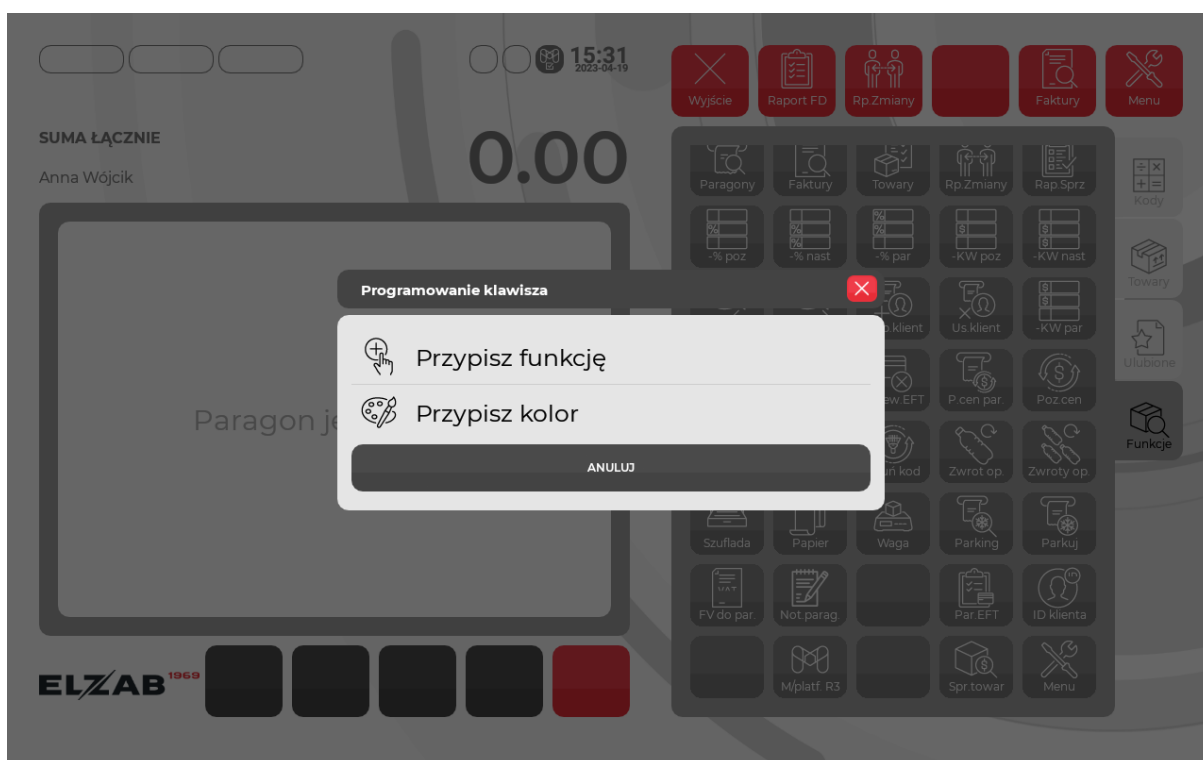 15:31
2023-04-19
Wyjście
Raport FD
Rp.Zmiany
Faktury
Menu
SUMA ŁĄCZNIE
0.00
Anna Wójcik
Paragony
Faktury
Towary
Rp.Zmiany
Rap.Sprz
Kody
-% poz
-% nast
-% par
-KW poz
-KW nast
Towary
Programowanie klawisza
klient
Us klient
-KW par
Przypisz funkcję
Ulubione
EFT
P.cen par.
Poz.cen
Przypisz kolor
Paragon
Funkcje
ANULUJ
kod
Zwrot op.
Zwroty op.
Szuflada
Papier
Waga
Parking
Parkuj
FV do par.
Not.parag.
Par.EFT
ID klienta
ELZAB 1969
M/platf. R3
Spr.towar
Menu